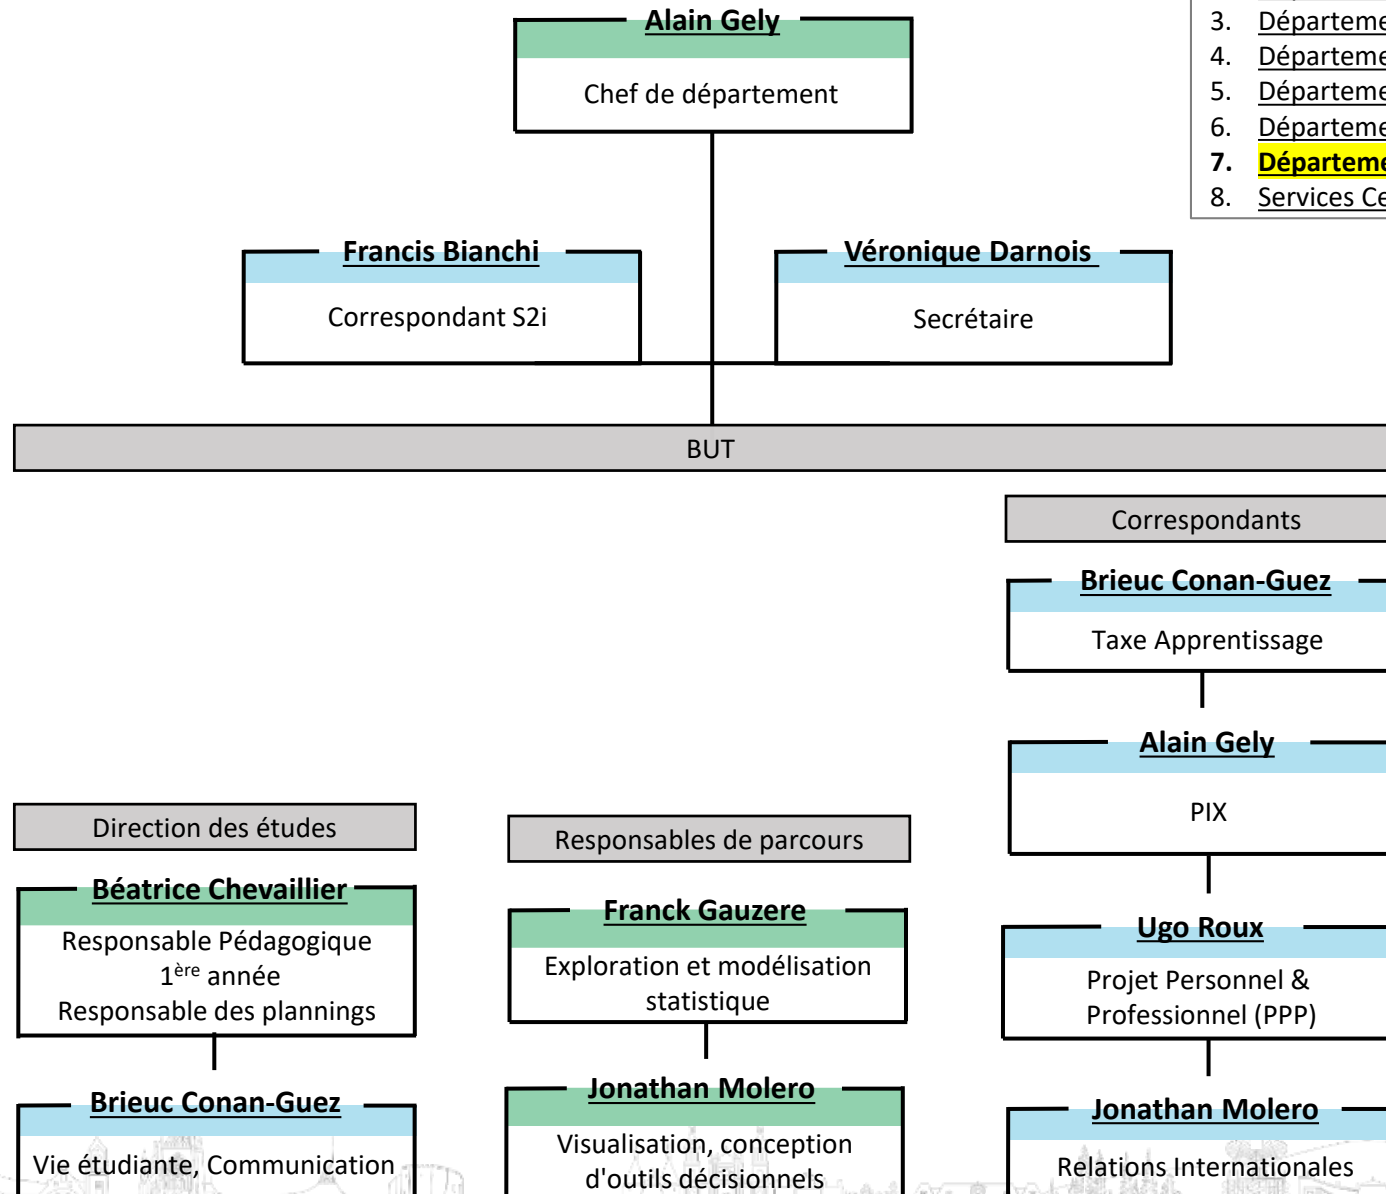 Alain Gely
Chef de département
3. Départeme
4. Départeme
5. Départeme
6. Départeme
7. Départeme
8. Services Ce
Francis Bianchi
Correspondant S2i
Véronique Darnois
Secrétaire
BUT
Correspondants
Brieuc Conan-Guez
Taxe Apprentissage
Alain Gely
PIX
Ugo Roux
Projet Personnel &
Professionnel (PPP)
Jonathan Molero
Relations Internationales
Direction des études
Béatrice Chevaillier
Responsable Pédagogique
1ère année
Responsable des plannings
Brieuc Conan-Guez
Vie étudiante, Communication
Responsables de parcours
Franck Gauzere
Exploration et modélisation
statistique
Jonathan Molero
Visualisation, conception
d'outils décisionnels